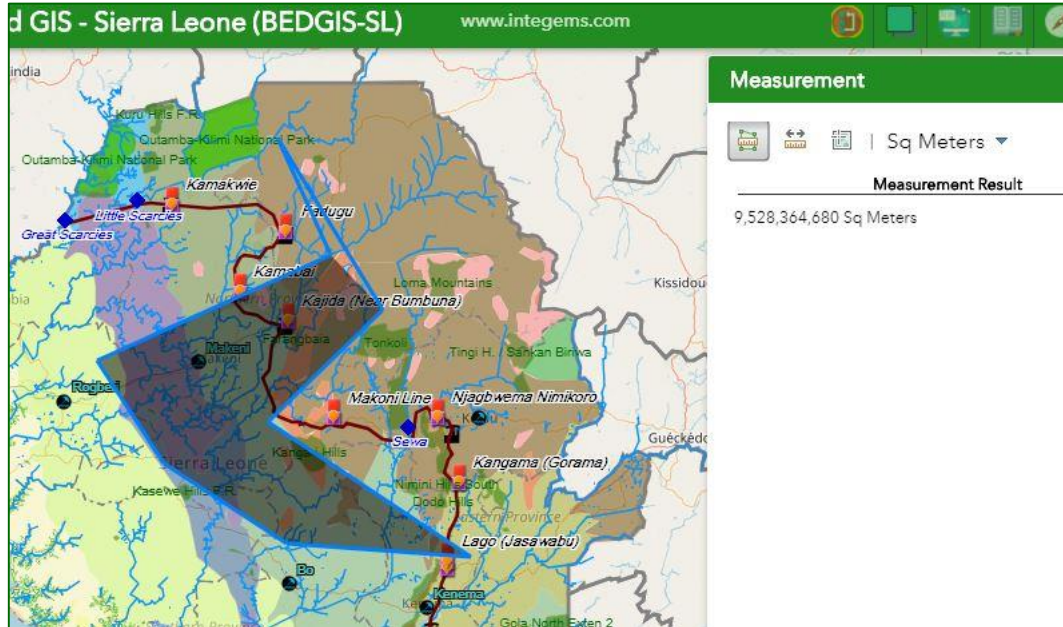 d GIS - Sierra Leone (BEDGIS-SL) www.integems.com
Measurement
Sq Meters
Measurement Result
9,528,364,680 Sq Meters
india
Kuru Hills F.R.
Outamba-Kilimi National Park
Outamba-Kilimi National Park
Kamakwie
Little Scarcies
Great Scarcies
Fadugu
Kamabai
Loma Mountains
Kissidou
Kajida (Near Bumbuna)
Farangbaia
Tonkoli
Makeni
Tingi H. / Sankan Biriwa
Rogberi
Makoni Line
Njagbwema Nimikoro
Sewa
Guéckédo
Kangari Hills
Sierra Leone
Kangama (Gorama)
Kasewe Hills F.R.
Nimini Hills South
Dodo Hills
Eastern Province
Lago (Jasawabu)
Bo
Kenema
Gola North Exten 2